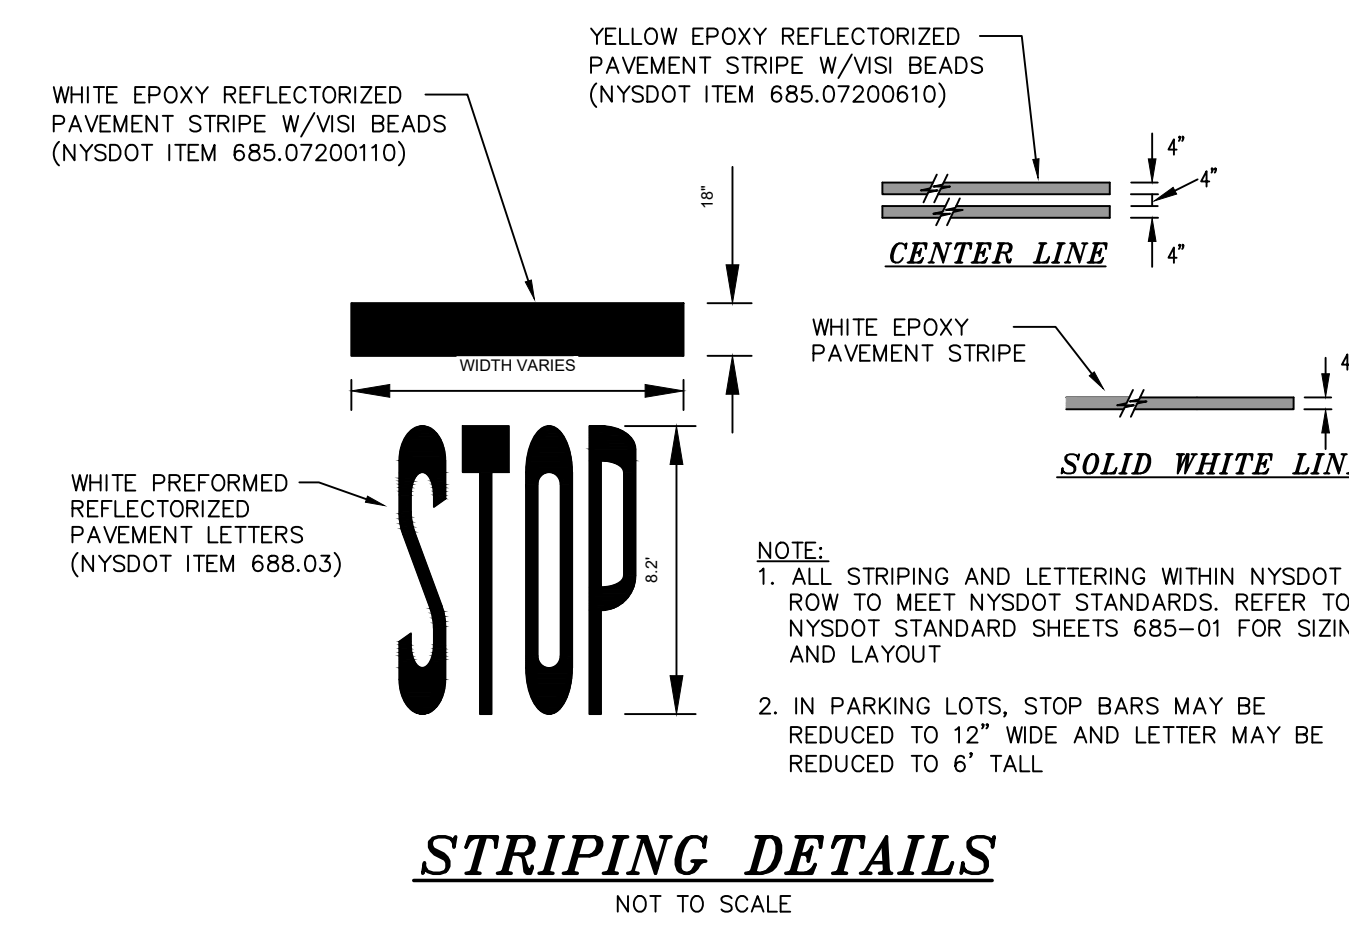 YELLOW EPOXY REFLECTORIZED
PAVEMENT STRIPE W/VISI BEADS
(NYSDOT ITEM 685.07200610)
WHITE EPOXY REFLECTORIZED
PAVEMENT STRIPE W/VISI BEADS
(NYSDOT ITEM 685.07200110)
4"
4"
4"
18"
CENTER LINE
WHITE EPOXY
PAVEMENT STRIPE
WIDTH VARIES
SOLID WHITE
STOP
8.2'
WHITE PREFORMED
REFLECTORIZED
PAVEMENT LETTERS
(NYSDOT ITEM 688.03)
NOTE:
1. ALL STRIPING AND LETTERING WITHIN NYSDOT
ROW TO MEET NYSDOT STANDARDS. REFER TO
NYSDOT STANDARD SHEETS 685-01 FOR
AND LAYOUT
2. IN PARKING LOTS, STOP BARS MAY BE
REDUCED TO 12" WIDE AND LETTER MAY BE
REDUCED TO 6' TALL
STRIPING DETAILS
NOT TO SCALE